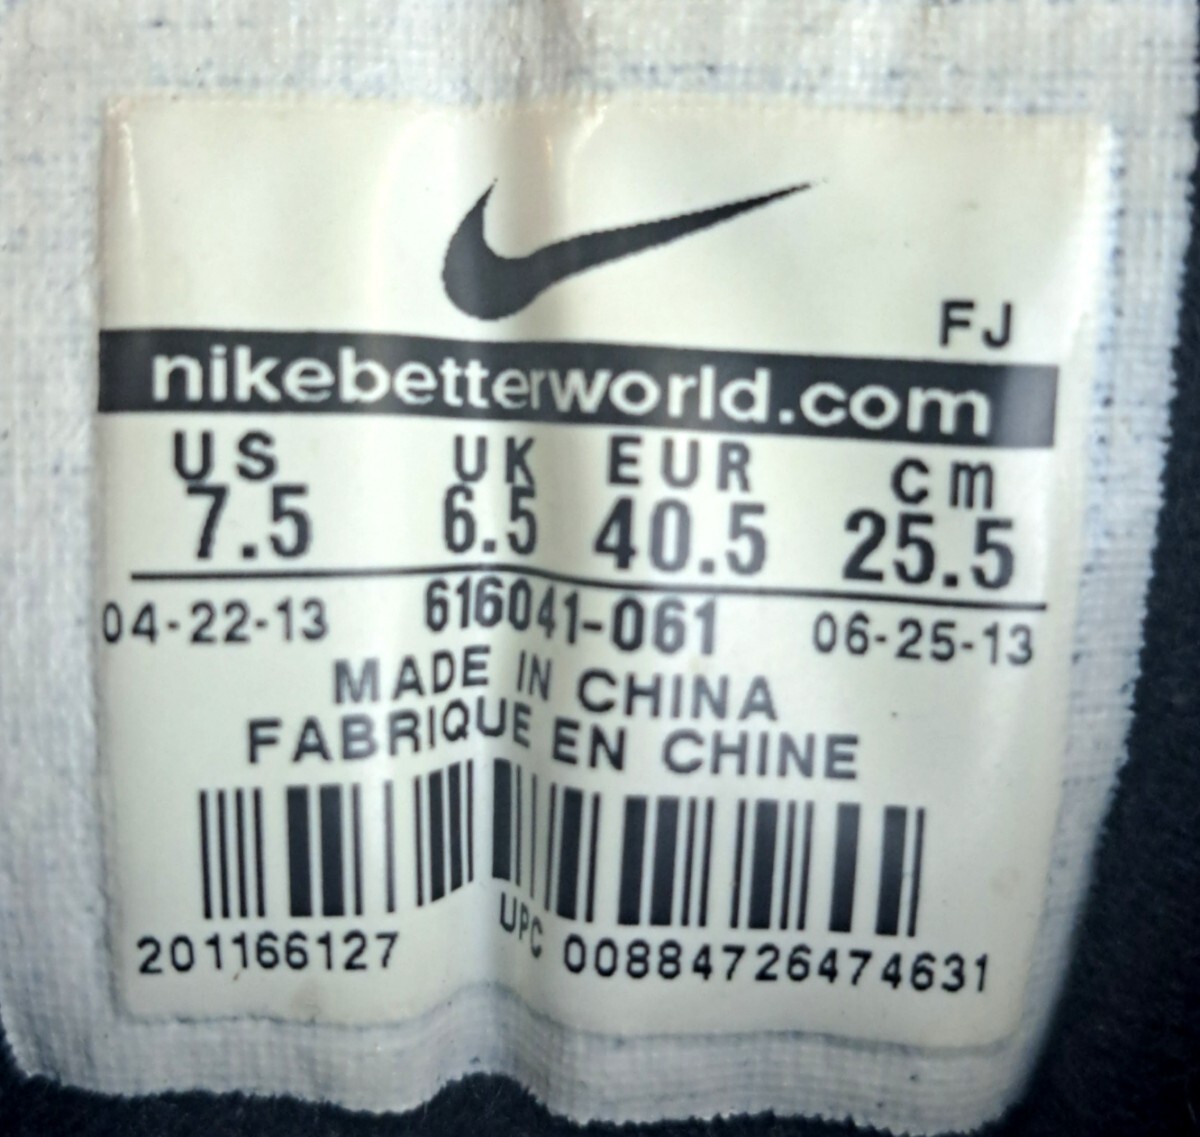 FJ
nikebetterworld.com
US UK EUR cm
7.5 6.5 40.5 25.5
04-22-13 616041-061 06-25-13
MADE IN CHINA
FABRIQUE EN CHINE
201166127 UPC 00884726474631